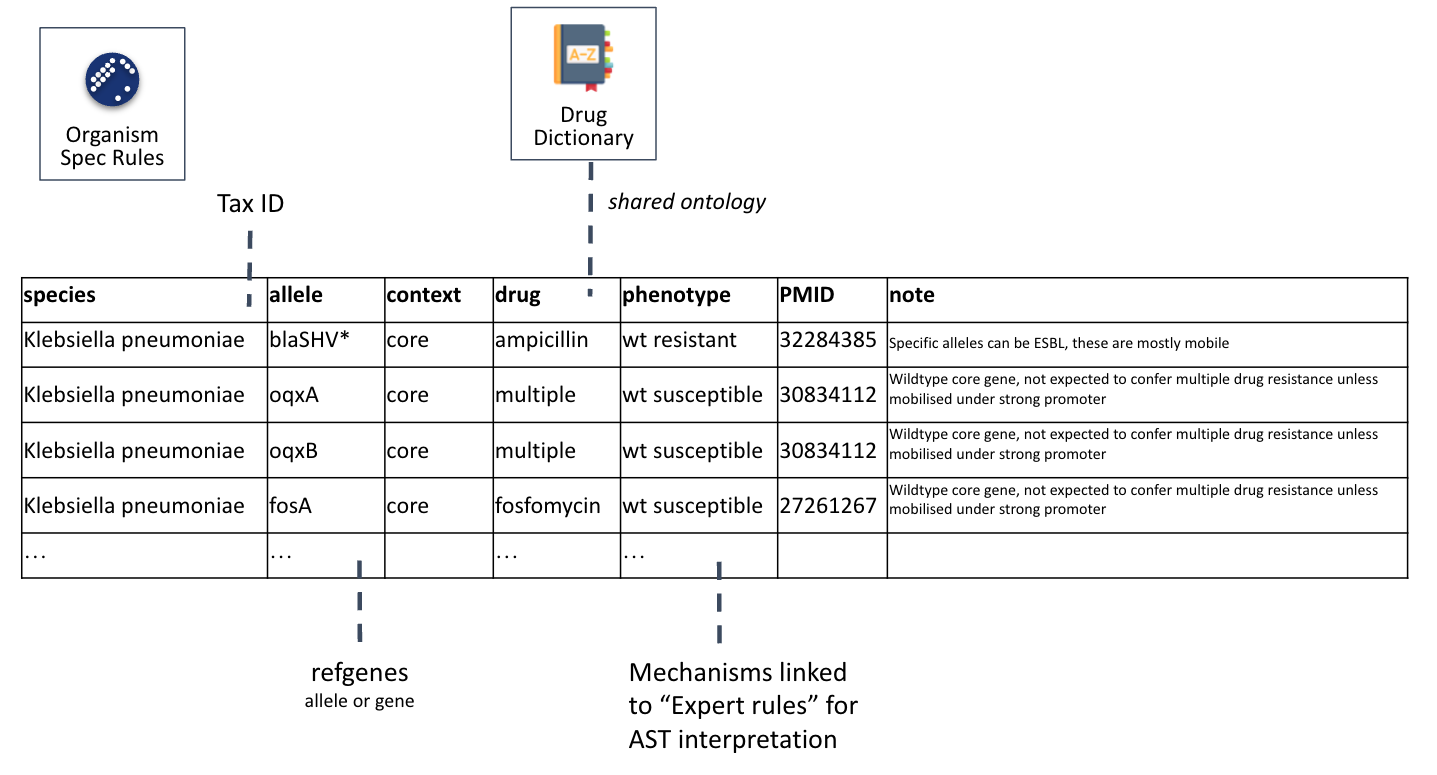 Organism
Spec Rules
A-Z
Drug
Dictionary
Tax ID
shared ontology
species allele context drug phenotype PMID note
Klebsiella pneumoniae blaSHV* core ampicillin wt resistant 32284385 Specific alleles can be ESBL, these are mostly mobile
Klebsiella pneumoniae oqxA core multiple wt susceptible 30834112 Wildtype core gene, not expected to confer multiple drug resistance unless
mobilised under strong promoter
Klebsiella pneumoniae oqxB core multiple wt susceptible 30834112 Wildtype core gene, not expected to confer multiple drug resistance unless
mobilised under strong promoter
Klebsiella pneumoniae fosA core fosfomycin wt susceptible 27261267 Wildtype core gene, not expected to confer multiple drug resistance unless
mobilised under strong promoter
… … … …
refgenes
allele or gene
Mechanisms linked
to “Expert rules” for
AST interpretation